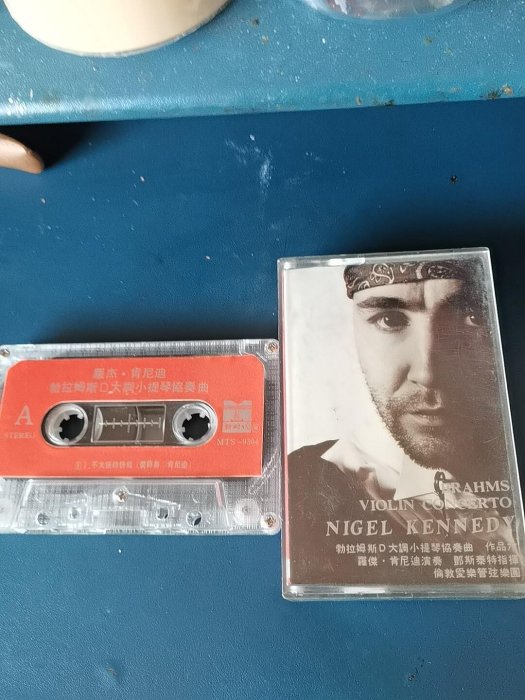 羅杰·肯尼迪
勃拉姆斯D大調小提琴協奏曲
A
STEREO
MTS-9304
BRAHMS
VIOLIN CONCERTO
NIGEL KENNEDY
勃拉姆斯D大調小提琴協奏曲 作品
羅傑·肯尼迪演奏 鄧斯泰特指揮
倫敦愛樂管弦樂團